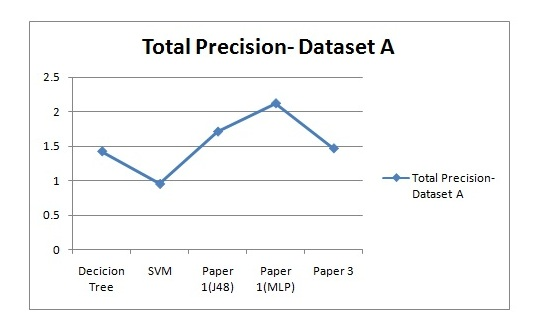 Total Precision- Dataset A
2.5
2
1.5
1
0.5
0
Decicion
Tree
SVM
Paper
1(J48)
Paper
1(MLP)
Paper 3
Total Precision-
Dataset A